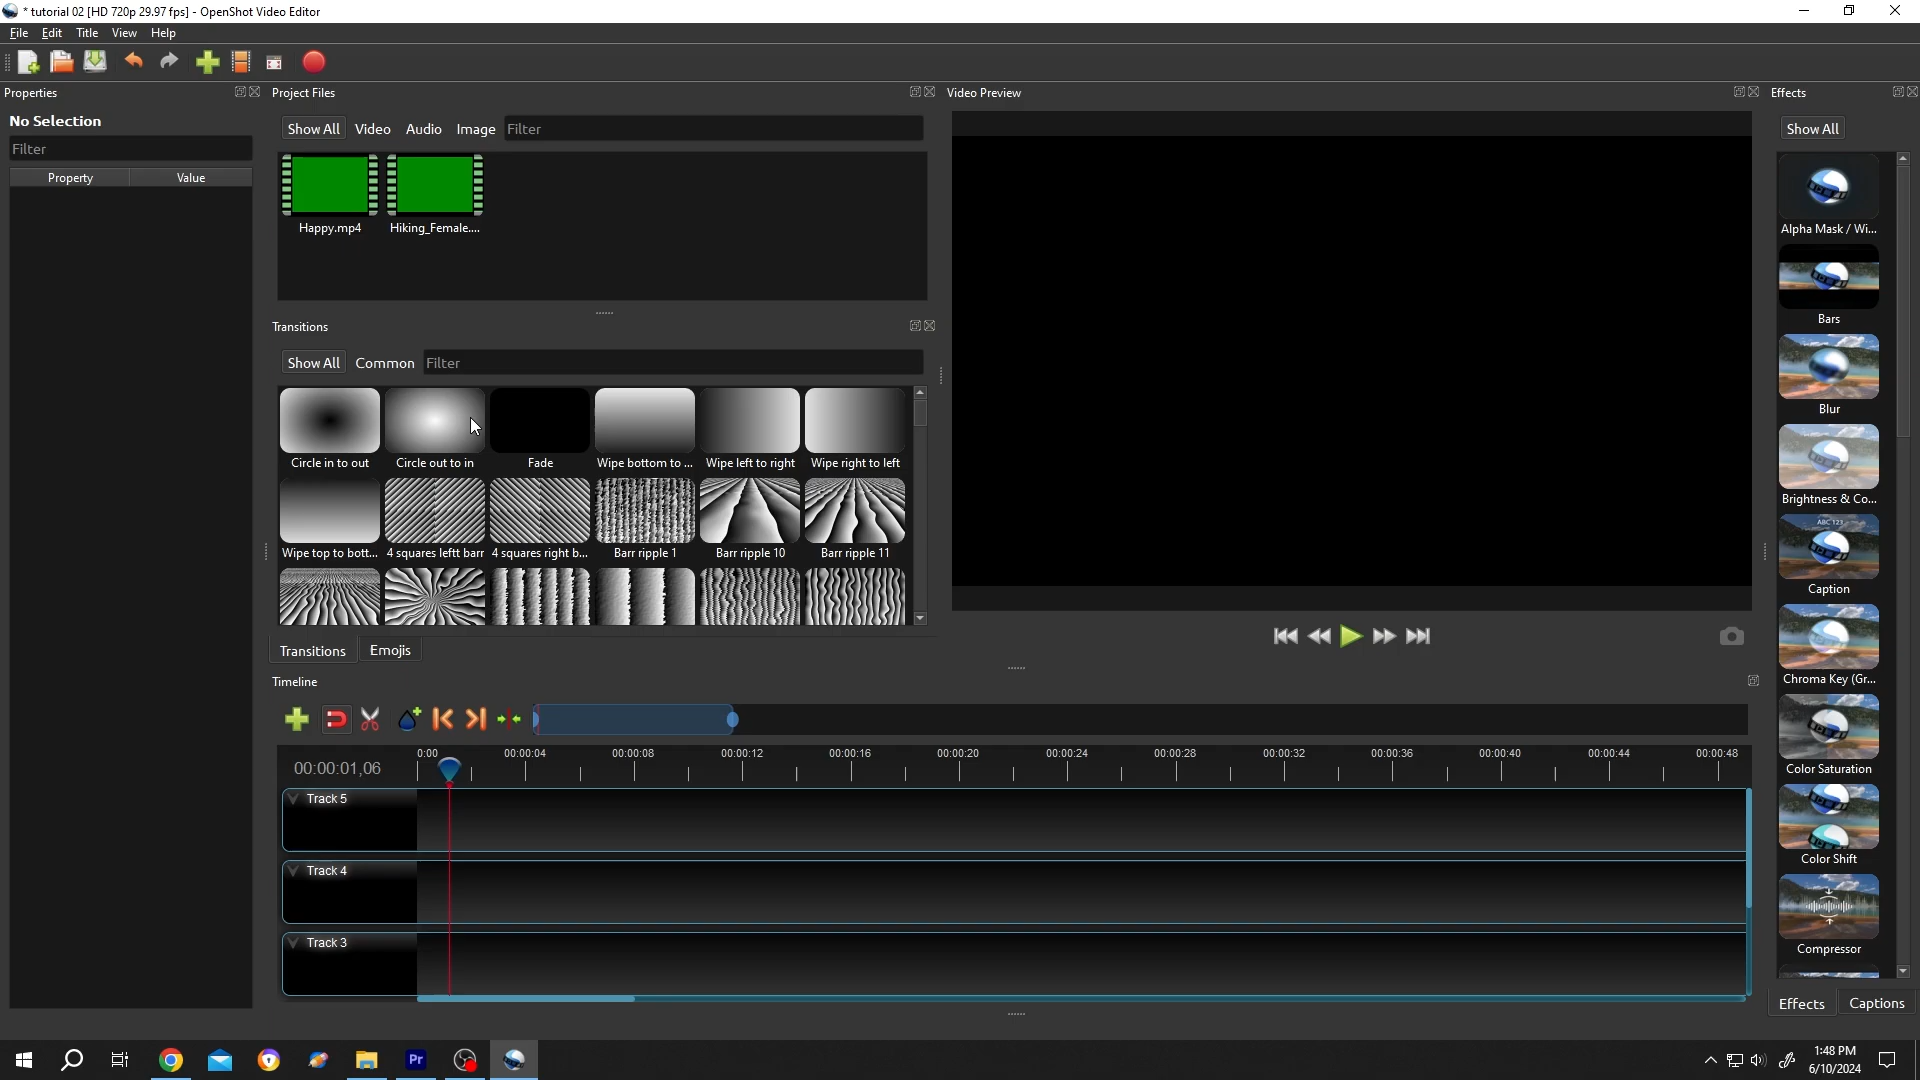 * tutorial 02 [HD 720p 29.97 fps] - OpenShot Video Editor
File Edit Title View Help
Properties
No Selection
Filter
Property Value
Project Files
Show All Video Audio Image Filter
Happy.mp4 Hiking_Female....
Transitions
Show All Common Filter
Circle in to out Circle out to in Fade Wipe bottom to ... Wipe left to right Wipe right to left
Wipe top to bott... 4 squares leftt barr 4 squares right b... Barr ripple 1 Barr ripple 10 Barr ripple 11
Transitions Emojis
Video Preview
Effects
Show All
Alpha Mask / Wi...
Bars
Blur
Brightness & Co...
ABC 123
Caption
Chroma Key (Gr...
Color Saturation
Color Shift
Compressor
Effects Captions
Timeline
0:00 00:00:04 00:00:08 00:00:12 00:00:16 00:00:20 00:00:24 00:00:28 00:00:32 00:00:36 00:00:40 00:00:44 00:00:48
00:00:01,06
Track 5
Track 4
Track 3
Pr
1:48 PM
6/10/2024